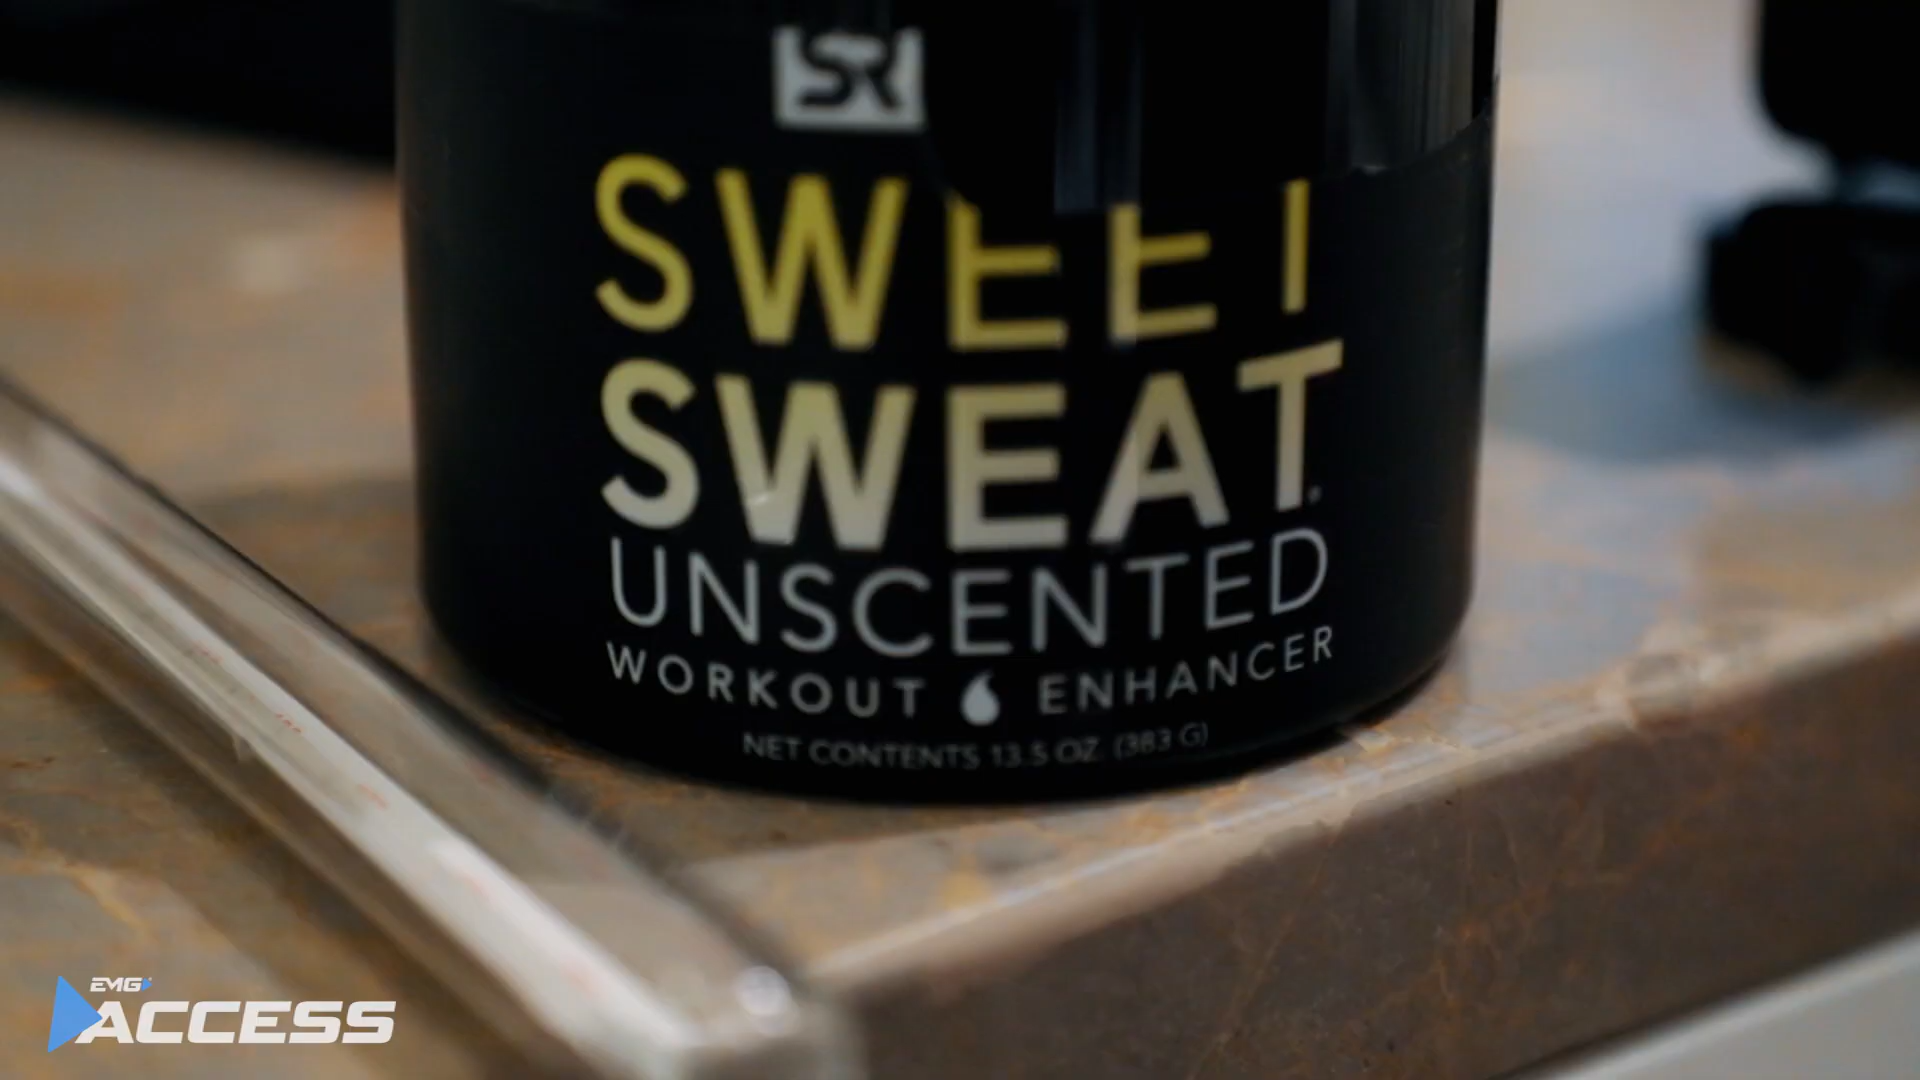 SR
SWEET
SWEAT
UNSCENTED
WORKOUT ENHANCER
NET CONTENTS 13.5 OZ. (383 G)
EMG
ACCESS